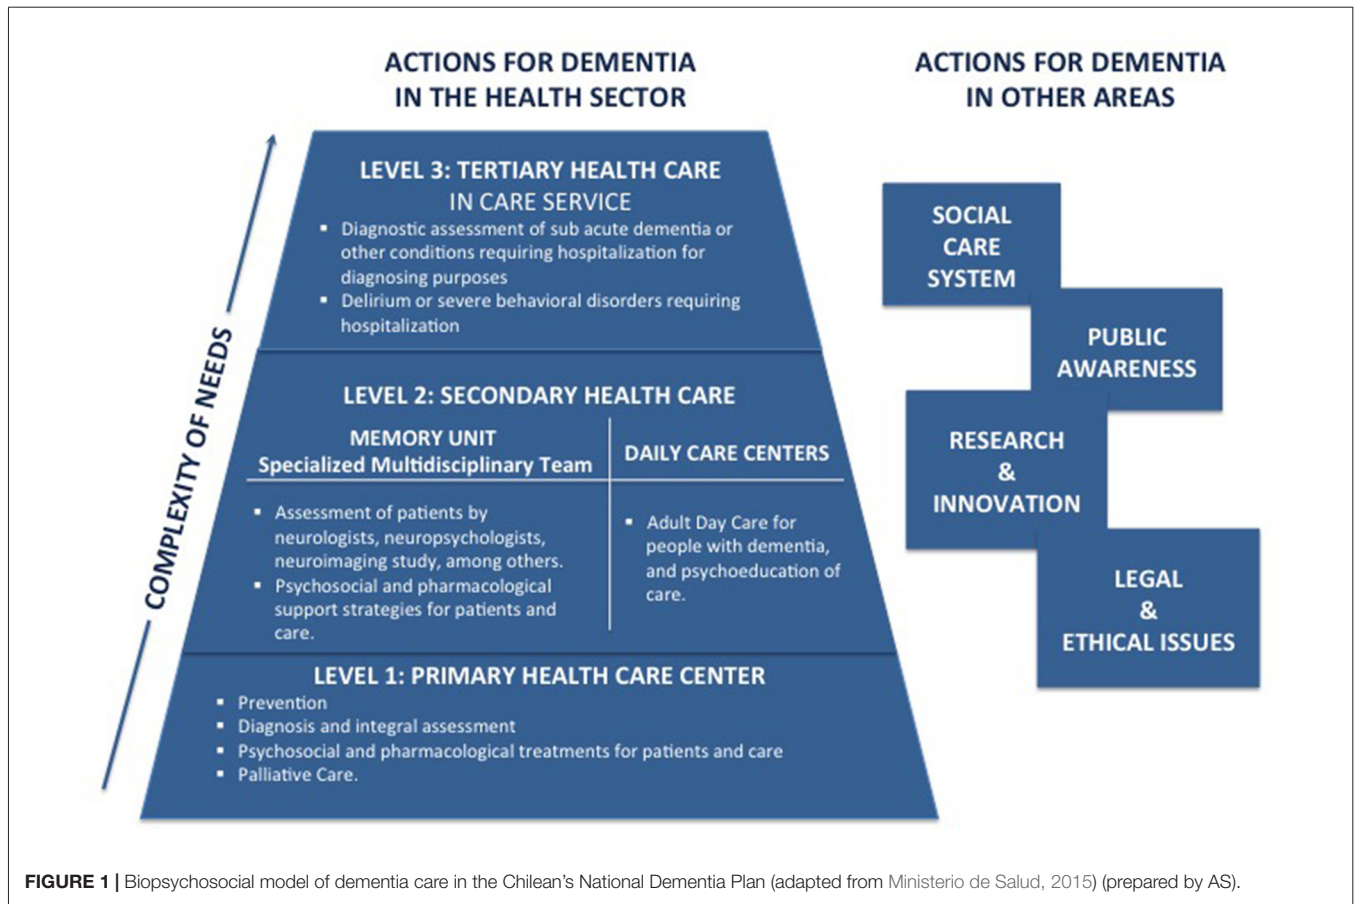 ACTIONS FOR DEMENTIA
IN THE HEALTH SECTOR
ACTIONS FOR DEMENTIA
IN OTHER AREAS
COMPLEXITY OF NEEDS
LEVEL 3: TERTIARY HEALTH CARE
IN CARE SERVICE
▪ Diagnostic assessment of sub acute dementia or
other conditions requiring hospitalization for
diagnosing purposes
▪ Delirium or severe behavioral disorders requiring
hospitalization
LEVEL 2: SECONDARY HEALTH CARE
MEMORY UNIT
Specialized Multidisciplinary Team
▪ Assessment of patients by
neurologists, neuropsychologists,
neuroimaging study, among others.
▪ Psychosocial and pharmacological
support strategies for patients and
care.
DAILY CARE CENTERS
▪ Adult Day Care for
people with dementia,
and psychoeducation of
care.
LEVEL 1: PRIMARY HEALTH CARE CENTER
▪ Prevention
▪ Diagnosis and integral assessment
▪ Psychosocial and pharmacological treatments for patients and care
▪ Palliative Care.
SOCIAL
CARE
SYSTEM
PUBLIC
AWARENESS
RESEARCH
&
INNOVATION
LEGAL
&
ETHICAL ISSUES
FIGURE 1 | Biopsychosocial model of dementia care in the Chilean's National Dementia Plan (adapted from Ministerio de Salud, 2015) (prepared by AS).